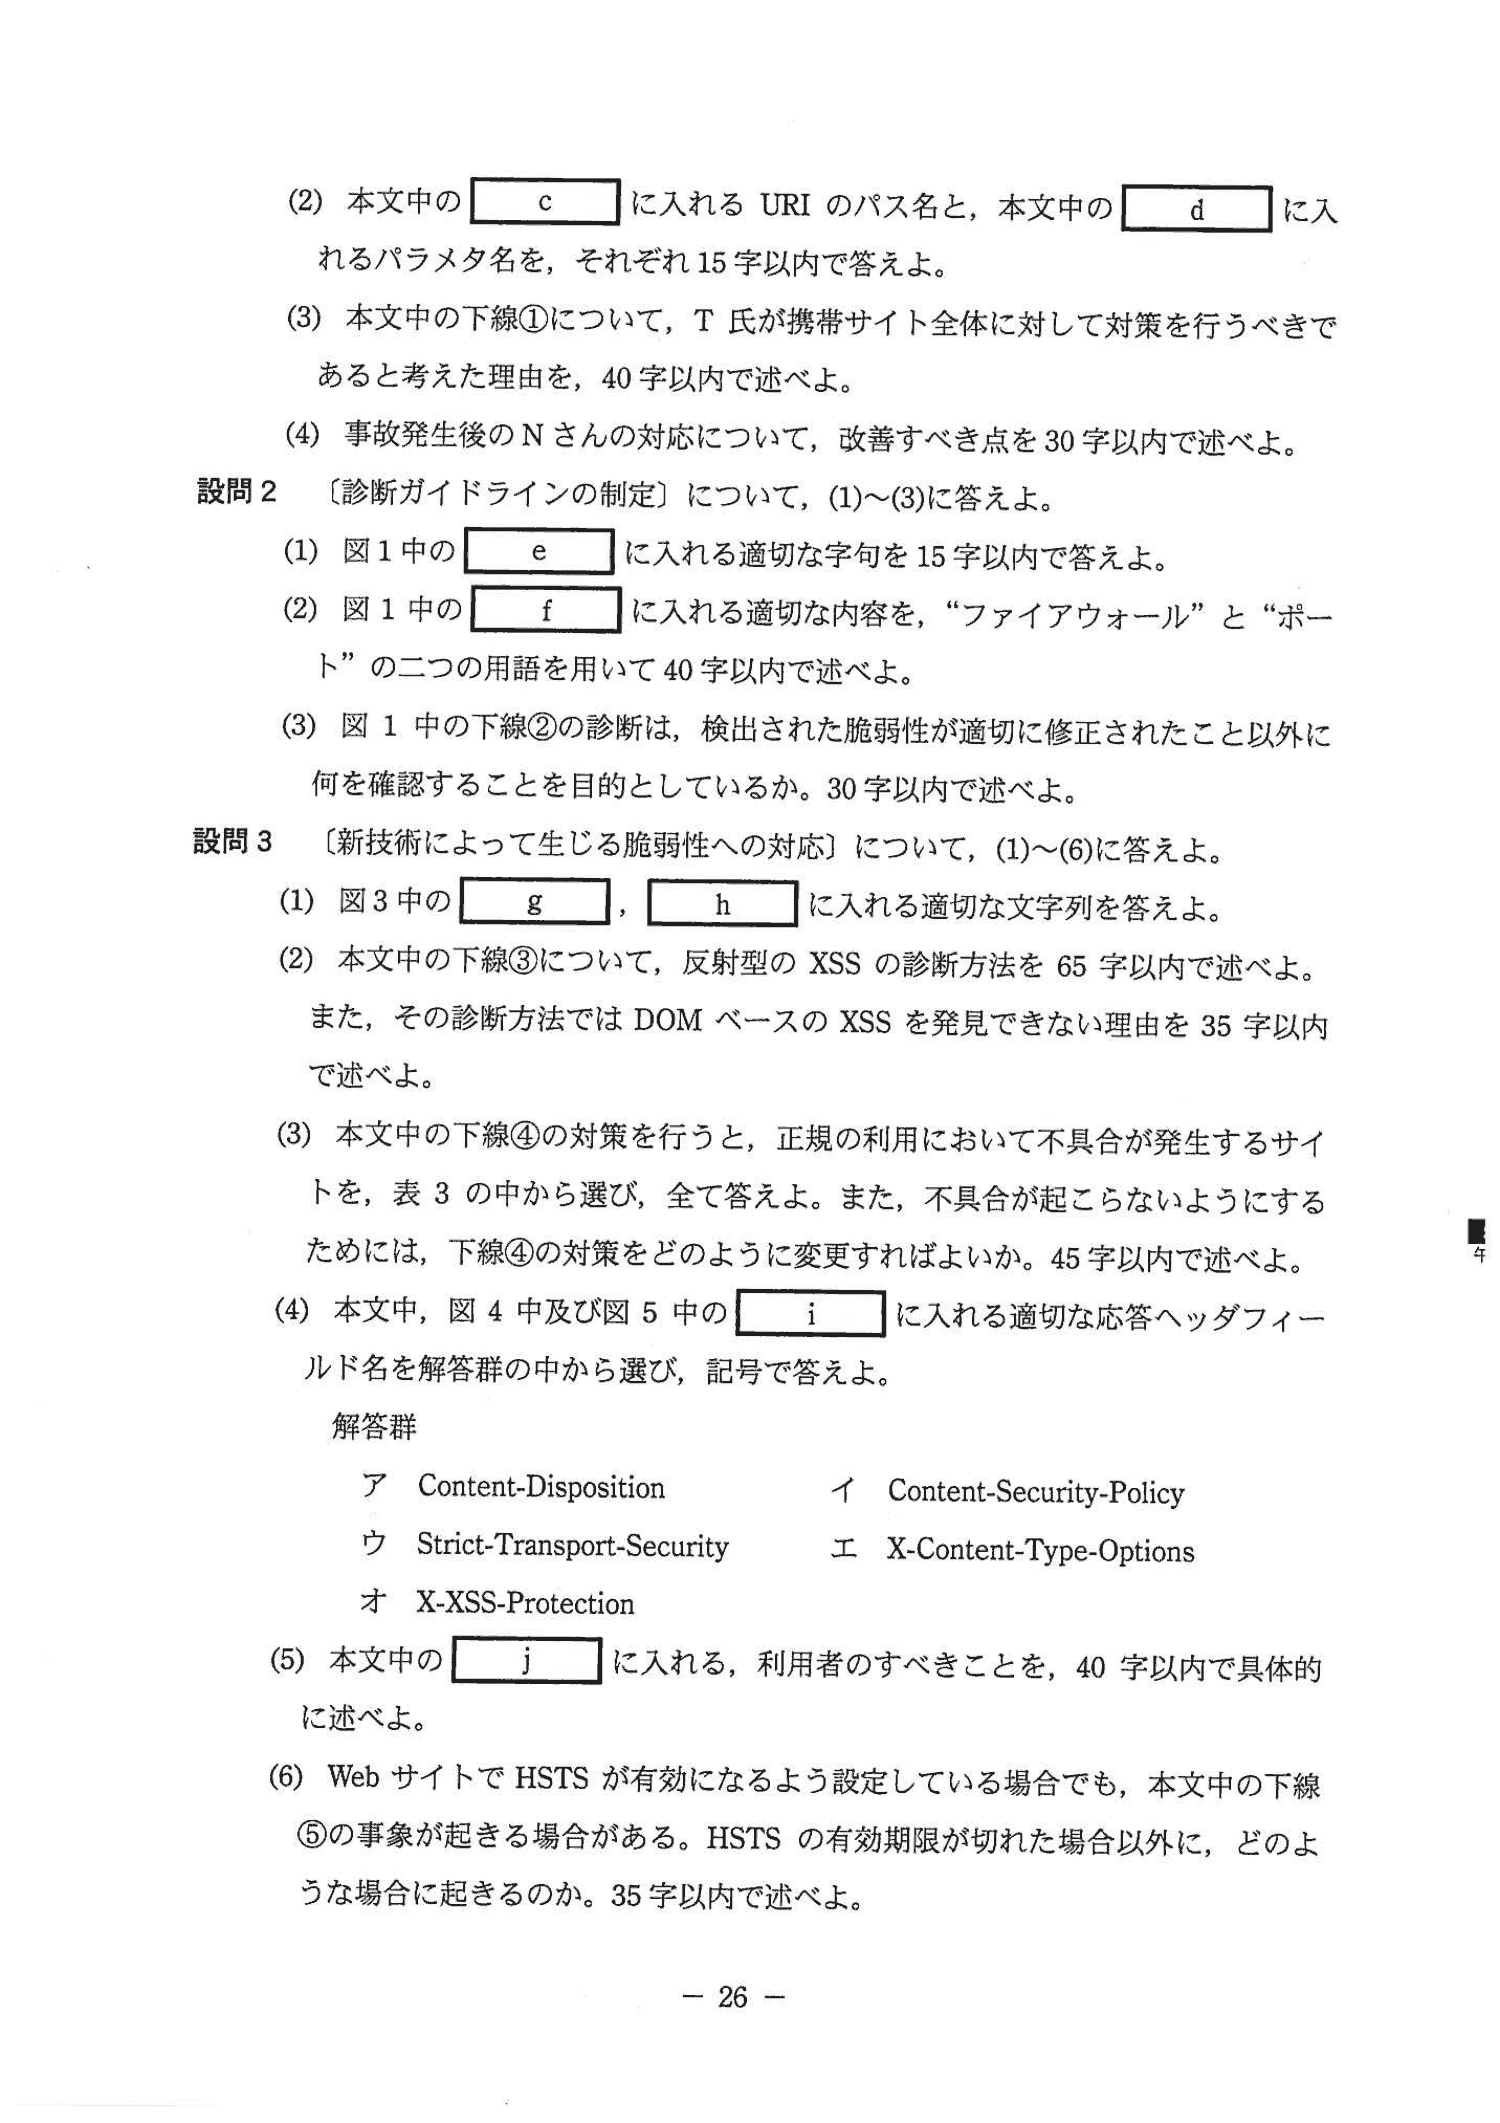 (2) 本文中の c に入れる URI のパス名と，本文中の d に入
れるパラメタ名を，それぞれ 15 字以内で答えよ。
(3) 本文中の下線①について，T 氏が携帯サイト全体に対して対策を行うべきで
あると考えた理由を，40 字以内で述べよ。
(4) 事故発生後の N さんの対応について，改善すべき点を 30 字以内で述べよ。
設問 2 〔診断ガイドラインの制定〕について，(1)～(3)に答えよ。
(1) 図 1 中の e に入れる適切な字句を 15 字以内で答えよ。
(2) 図 1 中の f に入れる適切な内容を，“ファイアウォール” と “ポー
ト” の二つの用語を用いて 40 字以内で述べよ。
(3) 図 1 中の下線②の診断は，検出された脆弱性が適切に修正されたこと以外に
何を確認することを目的としているか。30 字以内で述べよ。
設問 3 〔新技術によって生じる脆弱性への対応〕について，(1)～(6)に答えよ。
(1) 図 3 中の g ， h に入れる適切な文字列を答えよ。
(2) 本文中の下線③について，反射型の XSS の診断方法を 65 字以内で述べよ。
また，その診断方法では DOM ベースの XSS を発見できない理由を 35 字以内
で述べよ。
(3) 本文中の下線④の対策を行うと，正規の利用において不具合が発生するサイ
トを，表 3 の中から選び，全て答えよ。また，不具合が起こらないようにする
ためには，下線④の対策をどのように変更すればよいか。45 字以内で述べよ。
(4) 本文中，図 4 中及び図 5 中の i に入れる適切な応答ヘッダフィー
ルド名を解答群の中から選び，記号で答えよ。
解答群
ア Content-Disposition イ Content-Security-Policy
ウ Strict-Transport-Security エ X-Content-Type-Options
オ X-XSS-Protection
(5) 本文中の j に入れる，利用者のすべきことを，40 字以内で具体的
に述べよ。
(6) Web サイトで HSTS が有効になるよう設定している場合でも，本文中の下線
⑤の事象が起きる場合がある。HSTS の有効期限が切れた場合以外に，どのよ
うな場合に起きるのか。35 字以内で述べよ。
― 26 ―